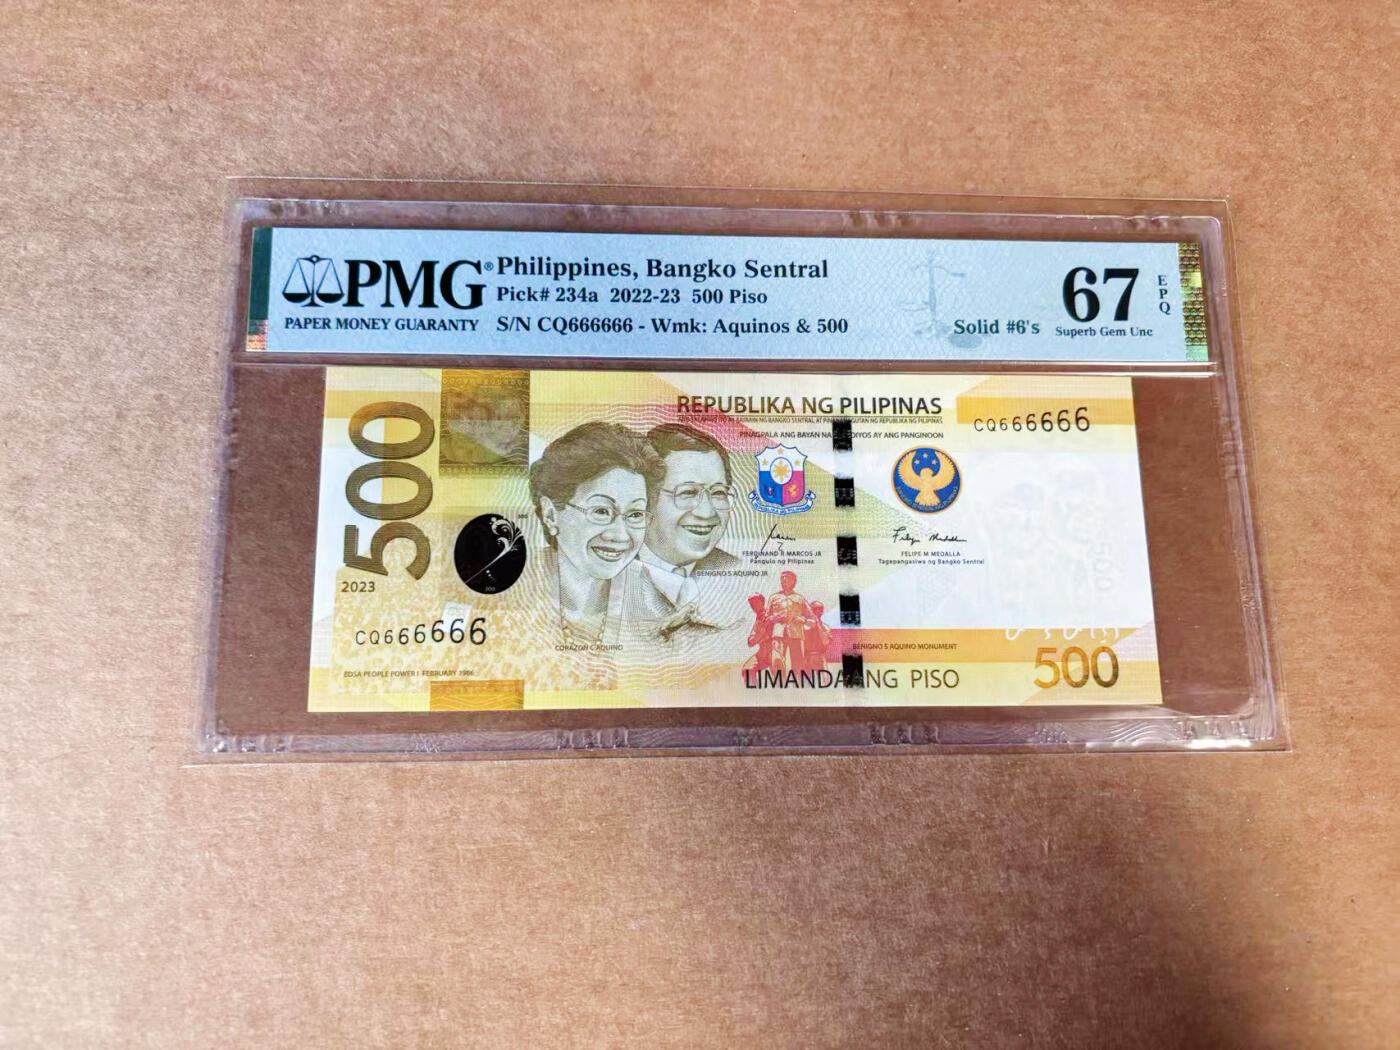 PMG®
PAPER MONEY GUARANTY
Philippines, Bangko Sentral
Pick# 234a 2022-23 500 Piso
S/N CQ666666 - Wmk: Aquinos & 500
Solid #6's
67
EPQ
Superb Gem Unc
REPUBLIKA NG PILIPINAS
PINAGPALA ANG BAYAN NA DIYOS AY ANG PANGINOON
CQ666666
500
2023
CQ666666
EDSA PEOPLE POWER I FEBRUARY 1986
CORAZON C AQUINO
BENIGNO S AQUINO JR
FERDINAND R MARCOS JR
Pangulo ng Pilipinas
FELIPE M MEDALLA
Tagapangasiwa ng Bangko Sentral
BENIGNO S AQUINO MONUMENT
LIMANDAANG PISO
500